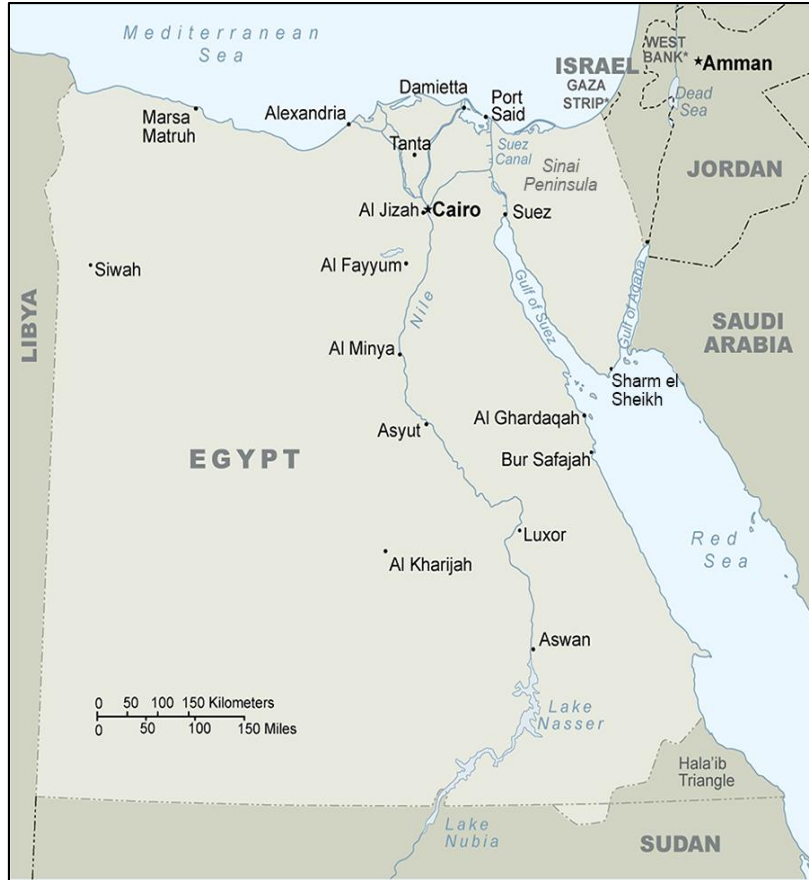 Mediterranean
Sea
ISRAEL
WEST
BANK*
Amman
GAZA
STRIP*
Dead
Sea
Damietta
Port
Said
Marsa
Matruh
Alexandria
Tanta
Suez
Canal
Sinai
Peninsula
JORDAN
Al Jizah
Cairo
Suez
Siwah
Al Fayyum
Nile
Gulf of Suez
Gulf of Aqaba
LIBYA
SAUDI
ARABIA
Al Minya
Sharm el
Sheikh
Asyut
Al Ghardaqah
EGYPT
Bur Safajah
Luxor
Red
Sea
Al Kharijah
Aswan
0 50 100 150 Kilometers
0 50 100 150 Miles
Lake
Nasser
Hala'ib
Triangle
Lake
Nubia
SUDAN